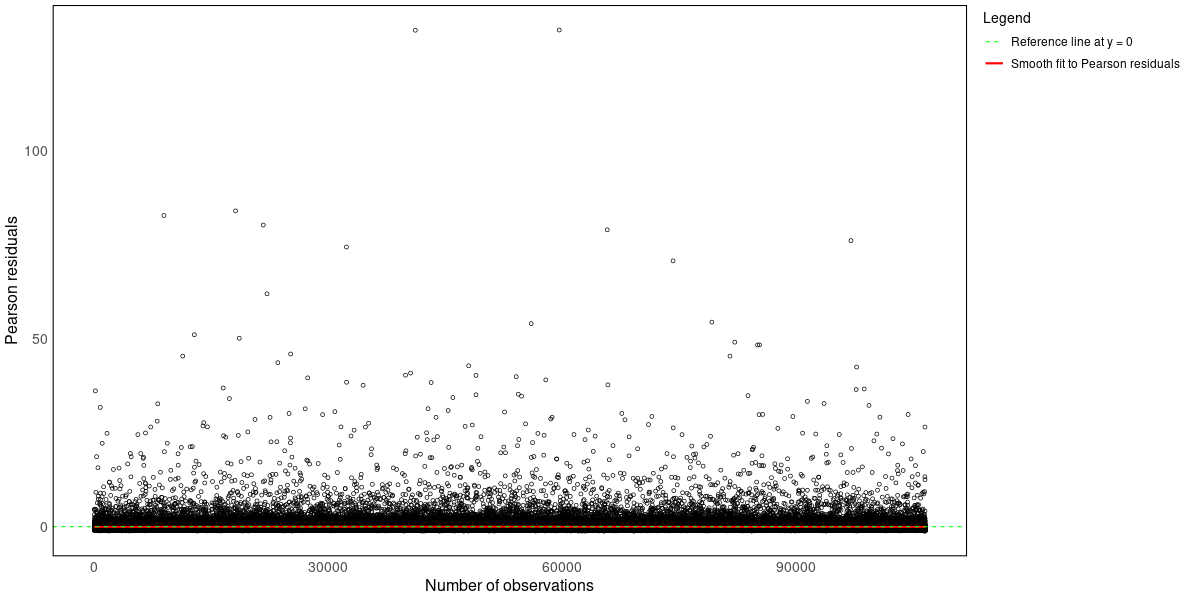 Legend
Reference line at y = 0
Smooth fit to Pearson residuals
Pearson residuals
100
50
0
0 30000 60000 90000
Number of observations